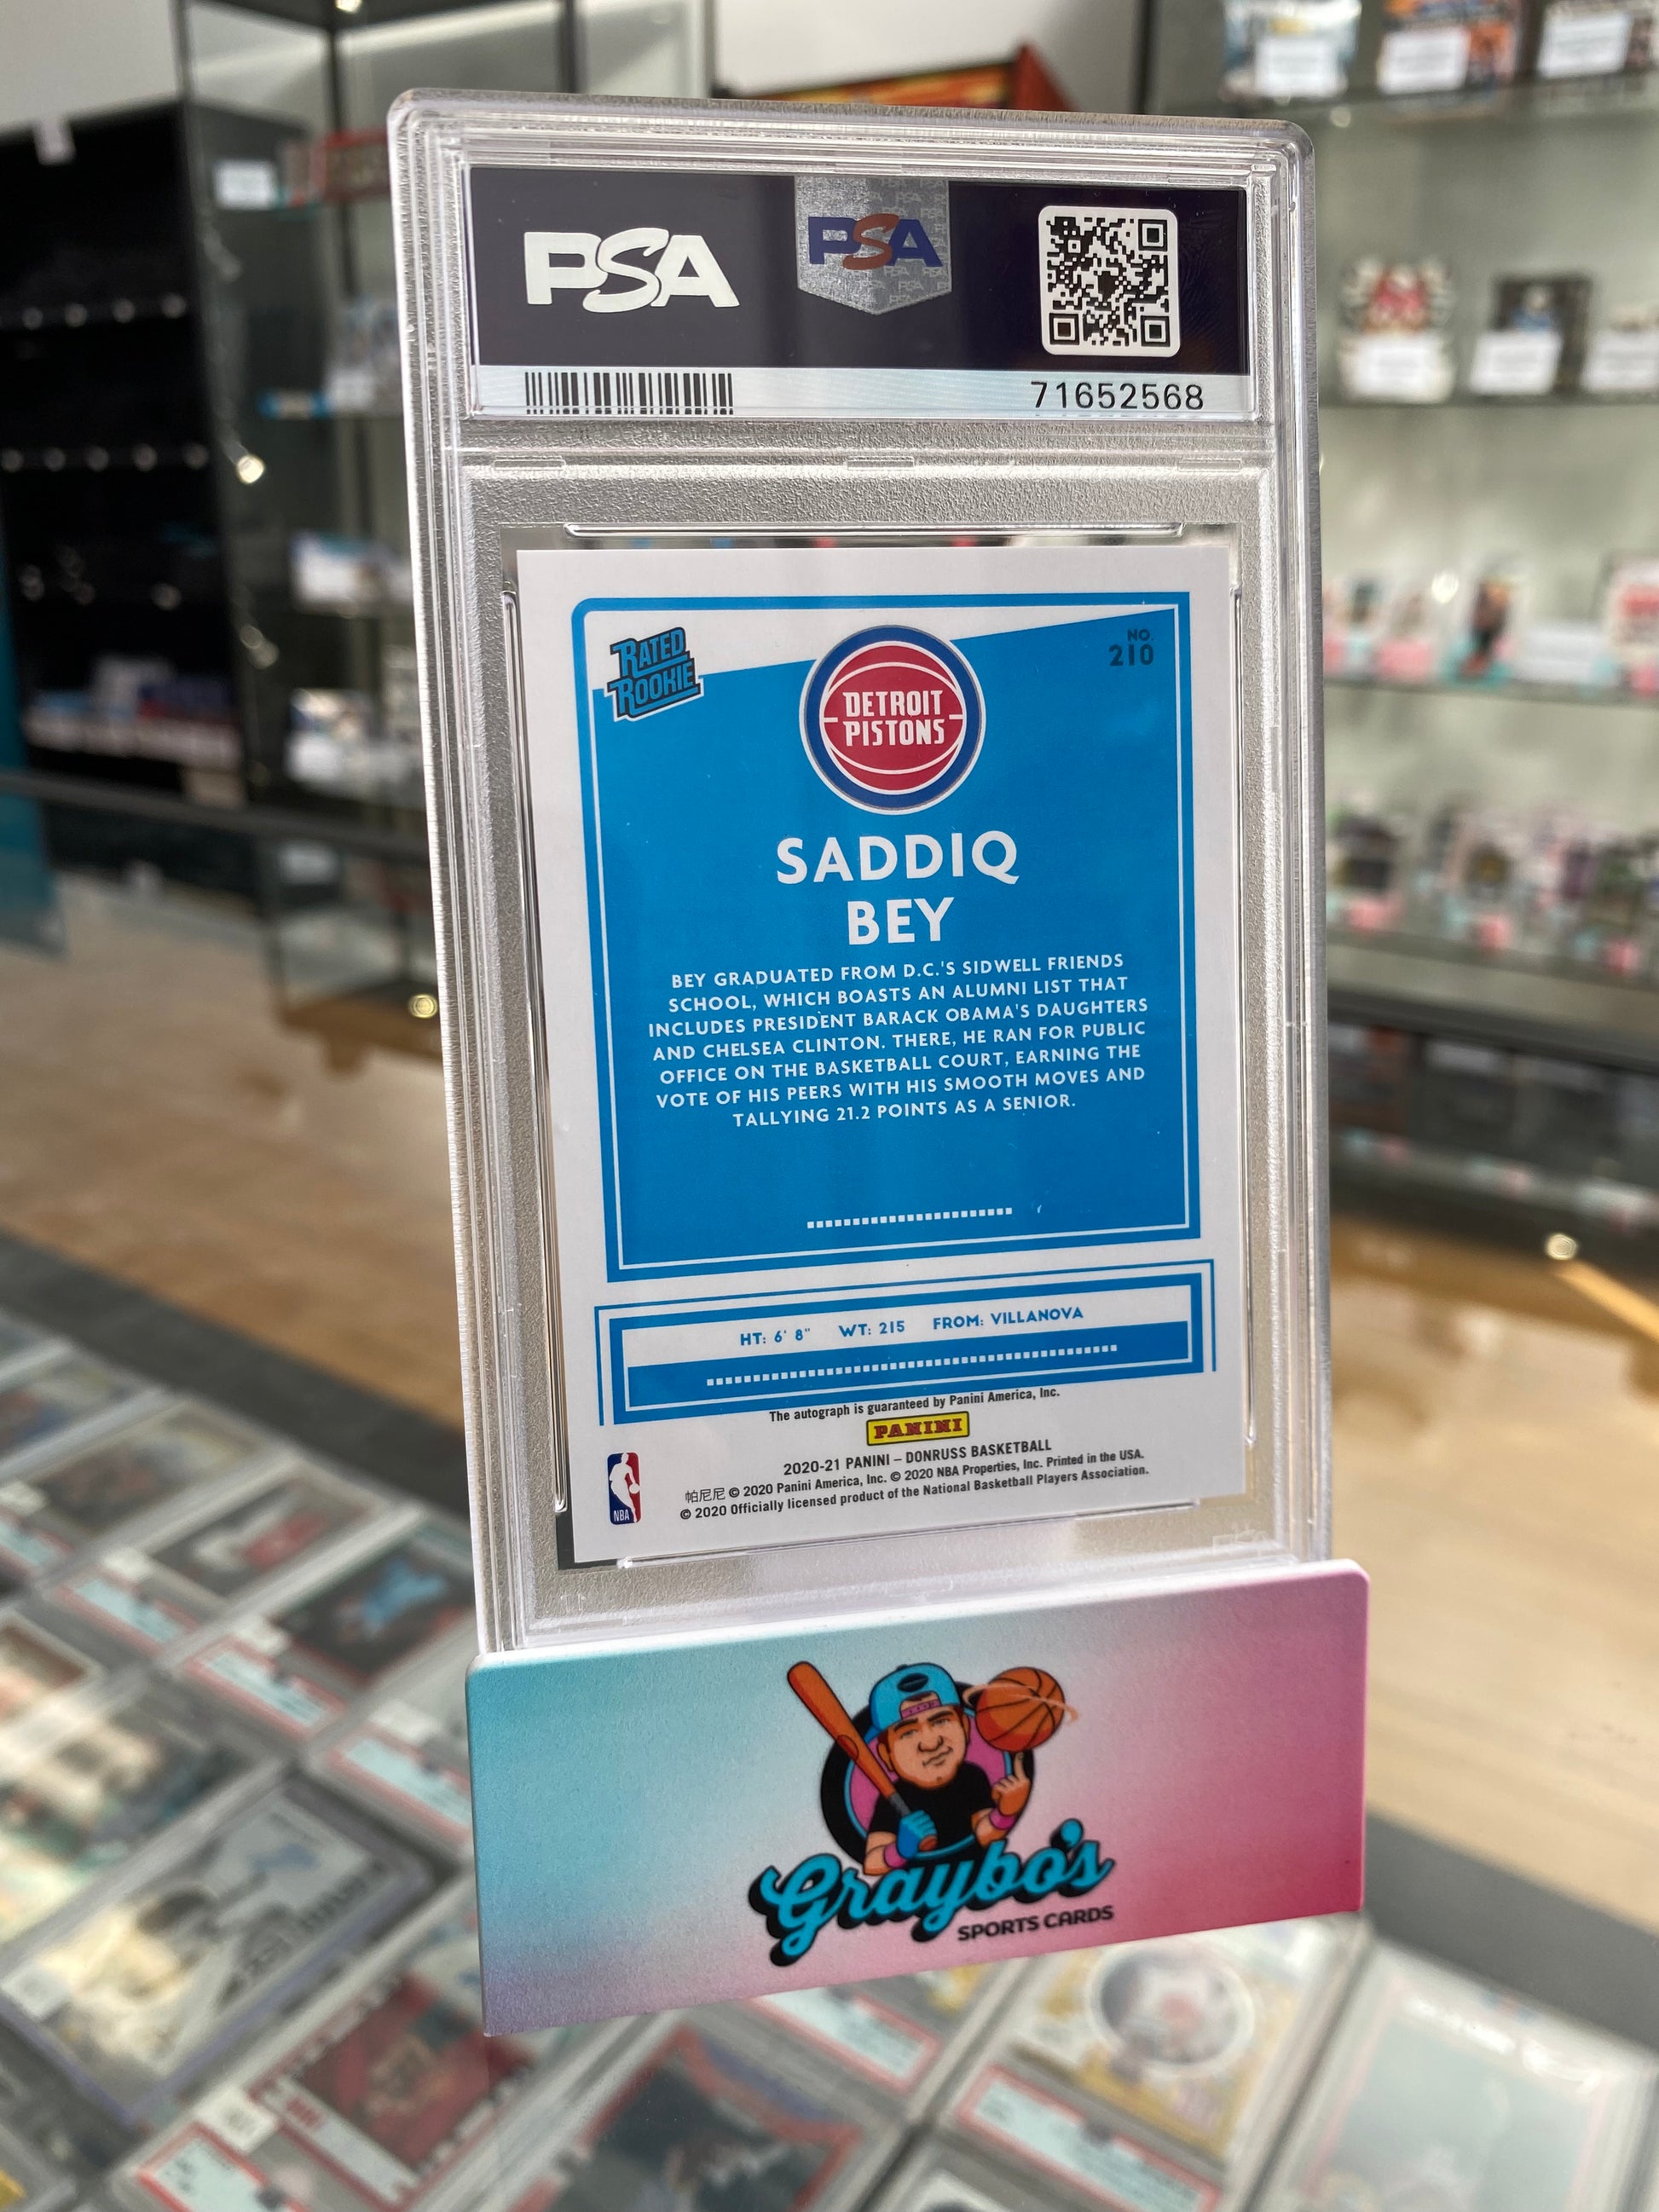 PSA
PSA
71652568
RATED
ROOKIE
NO.
210
DETROIT
PISTONS
SADDIQ
BEY
BEY GRADUATED FROM D.C.'S SIDWELL FRIENDS
SCHOOL, WHICH BOASTS AN ALUMNI LIST THAT
INCLUDES PRESIDENT BARACK OBAMA'S DAUGHTERS
AND CHELSEA CLINTON. THERE, HE RAN FOR PUBLIC
OFFICE ON THE BASKETBALL COURT, EARNING THE
VOTE OF HIS PEERS WITH HIS SMOOTH MOVES AND
TALLYING 21.2 POINTS AS A SENIOR.
HT: 6' 8" WT: 215 FROM: VILLANOVA
The autograph is guaranteed by Panini America, Inc.
PANINI
2020-21 PANINI – DONRUSS BASKETBALL
帕尼尼 © 2020 Panini America, Inc. © 2020 NBA Properties, Inc. Printed in the USA.
© 2020 Officially licensed product of the National Basketball Players Association.
NBA
Graybo's
SPORTS CARDS